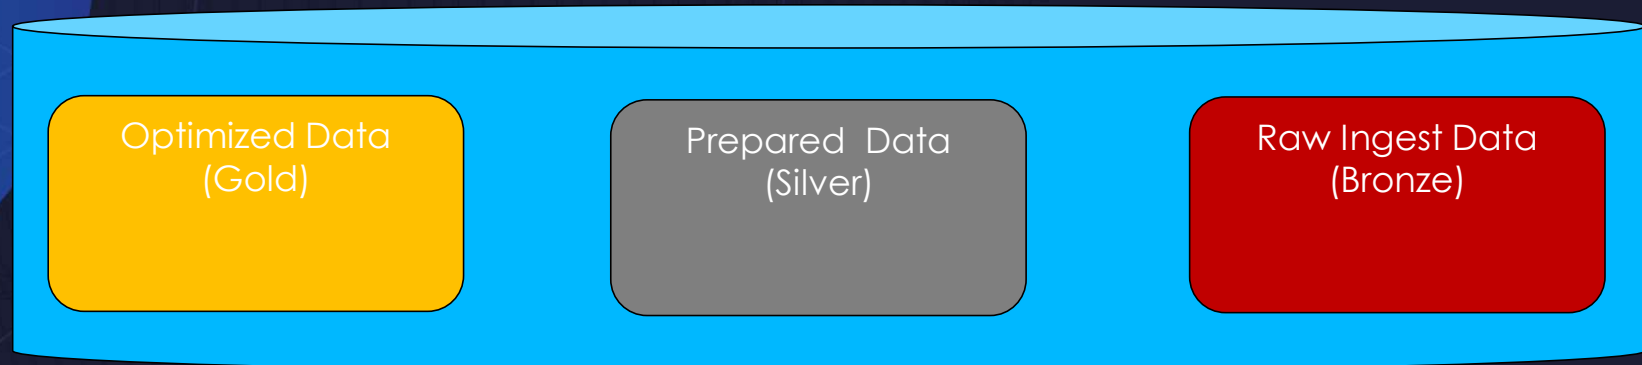 Optimized Data
(Gold)
Prepared  Data
(Silver)
Raw Ingest Data
(Bronze)